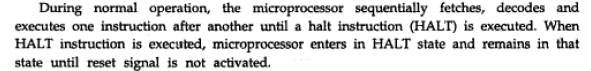 During normal operation, the microprocessor sequentially fetches, decodes and
executes one instruction after another until a halt instruction (HALT) is executed. When
HALT instruction is executed, microprocessor enters in HALT state and remains in that
state until reset signal is not activated.